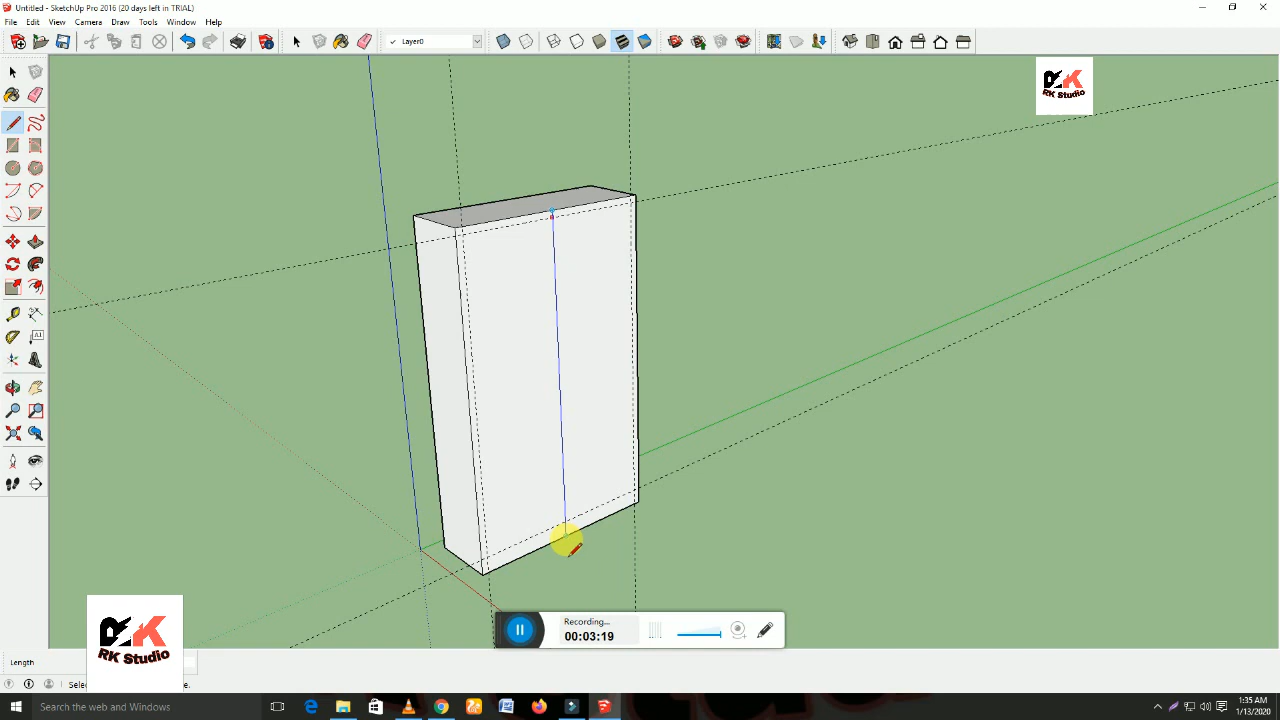 Untitled - SketchUp Pro 2016 (20 days left in TRIAL)
File Edit View Camera Draw Tools Window Help
Layer0
RK Studio
AI
Recording...
00:03:19
RK Studio
Length
Selec
e.
Search the web and Windows
1:35 AM
1/13/2020